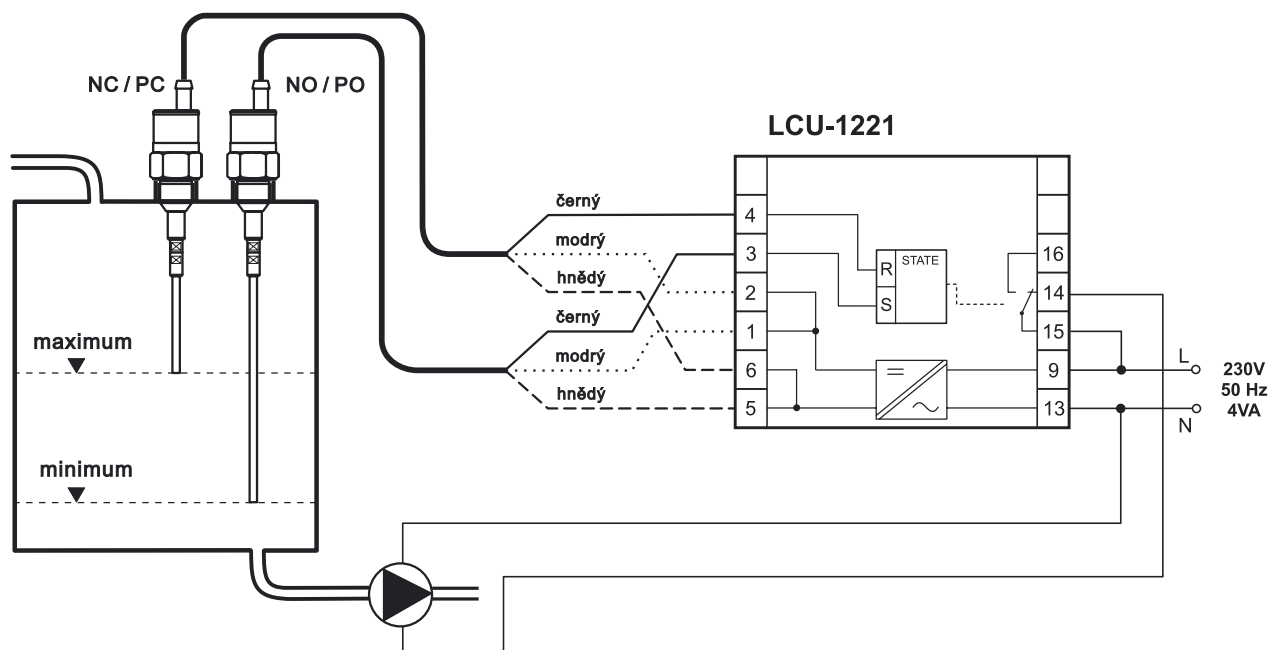 NC / PC
NO / PO
LCU-1221
černý
modrý
hnědý
černý
modrý
hnědý
4
3
2
1
6
5
R
S
STATE
16
14
15
9
13
L
N
230V
50 Hz
4VA
maximum
minimum